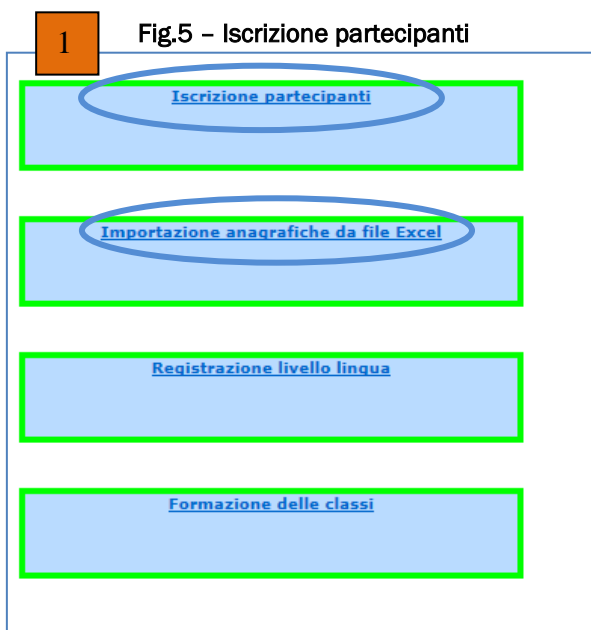 1
Fig.5 – Iscrizione partecipanti
Iscrizione partecipanti
Importazione anagrafiche da file Excel
Registrazione livello lingua
Formazione delle classi